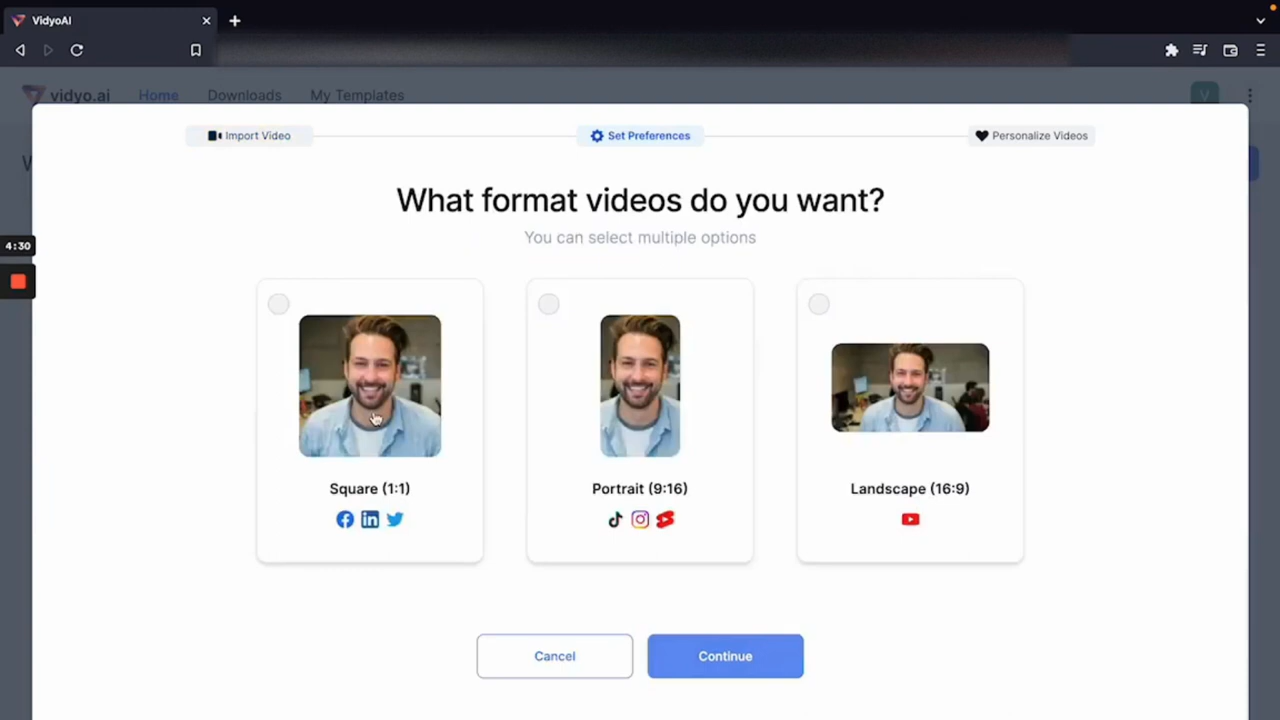 VidyoAI
vidyo.ai Home Downloads My Templates
V
Import Video
Set Preferences
Personalize Videos
What format videos do you want?
You can select multiple options
4:30
Square (1:1)
Portrait (9:16)
Landscape (16:9)
Cancel
Continue